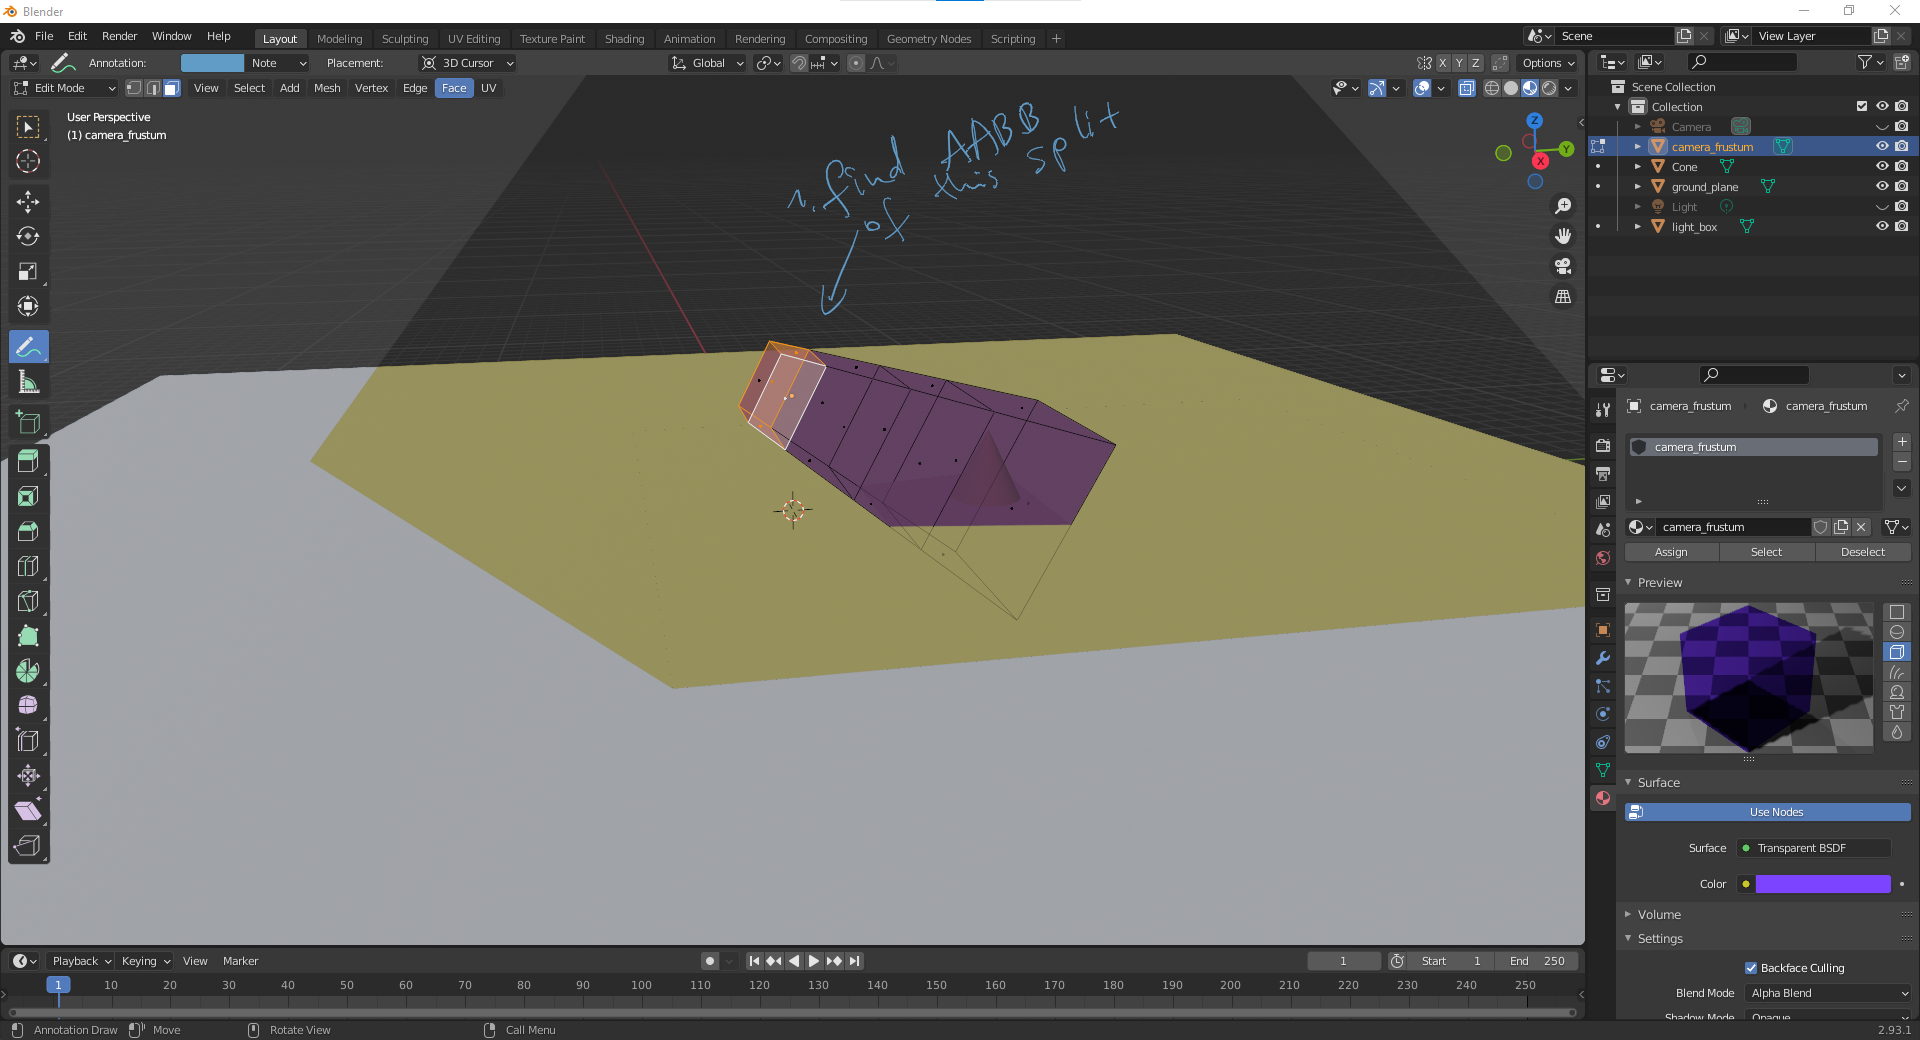 Blender
File Edit Render Window Help Layout Modeling Sculpting UV Editing Texture Paint Shading Animation Rendering Compositing Geometry Nodes Scripting + Scene View Layer
Annotation: Note Placement: 3D Cursor Global X Y Z Options
Edit Mode View Select Add Mesh Vertex Edge Face UV
User Perspective
(1) camera_frustum
1. find AABB
of this split
Z
Y
X
Scene Collection
Collection
Camera
camera_frustum
Cone
ground_plane
Light
light_box
camera_frustum camera_frustum
camera_frustum
camera_frustum
Assign Select Deselect
Preview
Surface
Use Nodes
Surface Transparent BSDF
Color
Volume
Settings
Backface Culling
Blend Mode Alpha Blend
Shadow Mode Opaque
Playback Keying View Marker 1 Start 1 End 250
1 10 20 30 40 50 60 70 80 90 100 110 120 130 140 150 160 170 180 190 200 210 220 230 240 250
Annotation Draw Move Rotate View Call Menu 2.93.1